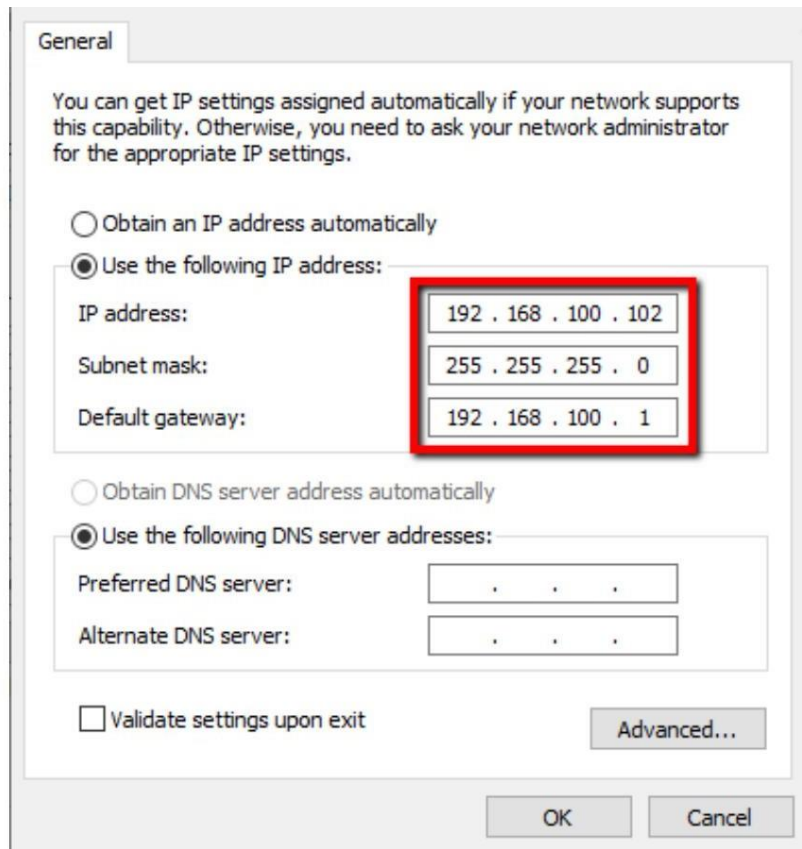 General
You can get IP settings assigned automatically if your network supports
this capability. Otherwise, you need to ask your network administrator
for the appropriate IP settings.
Obtain an IP address automatically
Use the following IP address:
IP address: 192 . 168 . 100 . 102
Subnet mask: 255 . 255 . 255 . 0
Default gateway: 192 . 168 . 100 . 1
Obtain DNS server address automatically
Use the following DNS server addresses:
Preferred DNS server: . . .
Alternate DNS server: . . .
Validate settings upon exit
Advanced...
OK Cancel